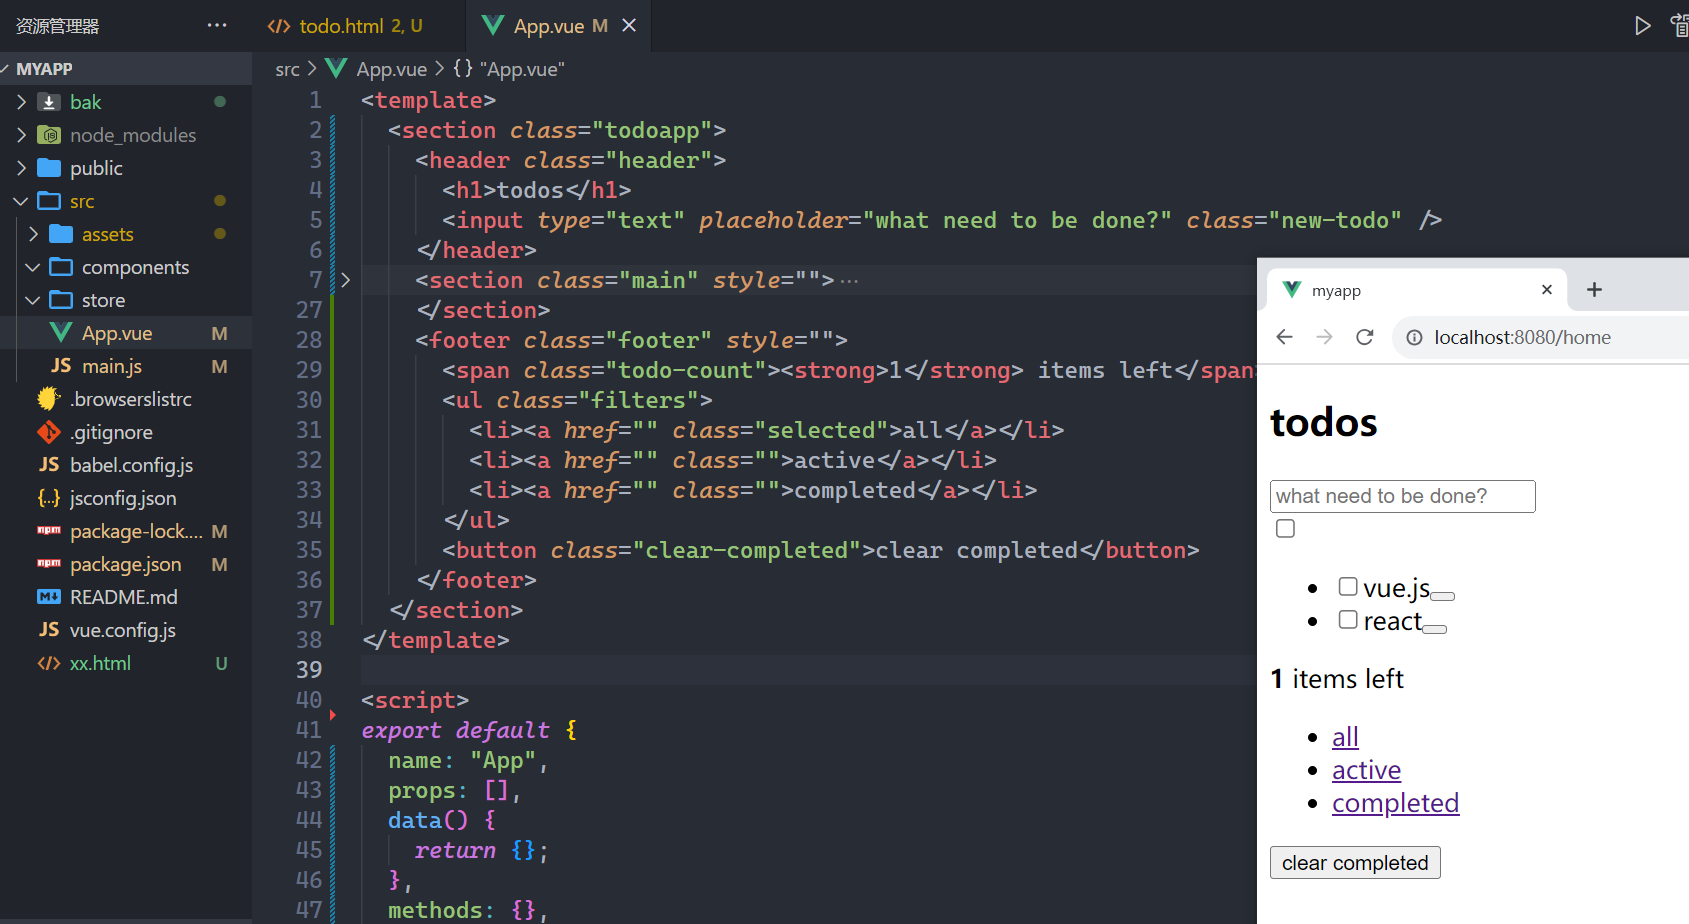 资源管理器 ···
todo.html 2, U
App.vue M
MYAPP
bak
node_modules
public
src
assets
components
store
App.vue M
main.js M
.browserslistrc
.gitignore
babel.config.js
jsconfig.json
package-lock.... M
package.json M
README.md
vue.config.js
xx.html U
src > App.vue > {} "App.vue"
1 <template>
2 <section class="todoapp">
3 <header class="header">
4 <h1>todos</h1>
5 <input type="text" placeholder="what need to be done?" class="new-todo" />
6 </header>
7 <section class="main" style="">···
27 </section>
28 <footer class="footer" style="">
29 <span class="todo-count"><strong>1</strong> items left</span>
30 <ul class="filters">
31 <li><a href="" class="selected">all</a></li>
32 <li><a href="" class="">active</a></li>
33 <li><a href="" class="">completed</a></li>
34 </ul>
35 <button class="clear-completed">clear completed</button>
36 </footer>
37 </section>
38 </template>
39
40 <script>
41 export default {
42 name: "App",
43 props: [],
44 data() {
45 return {};
46 },
47 methods: {},
myapp
localhost:8080/home
todos
what need to be done?
vue.js
react
1 items left
all
active
completed
clear completed